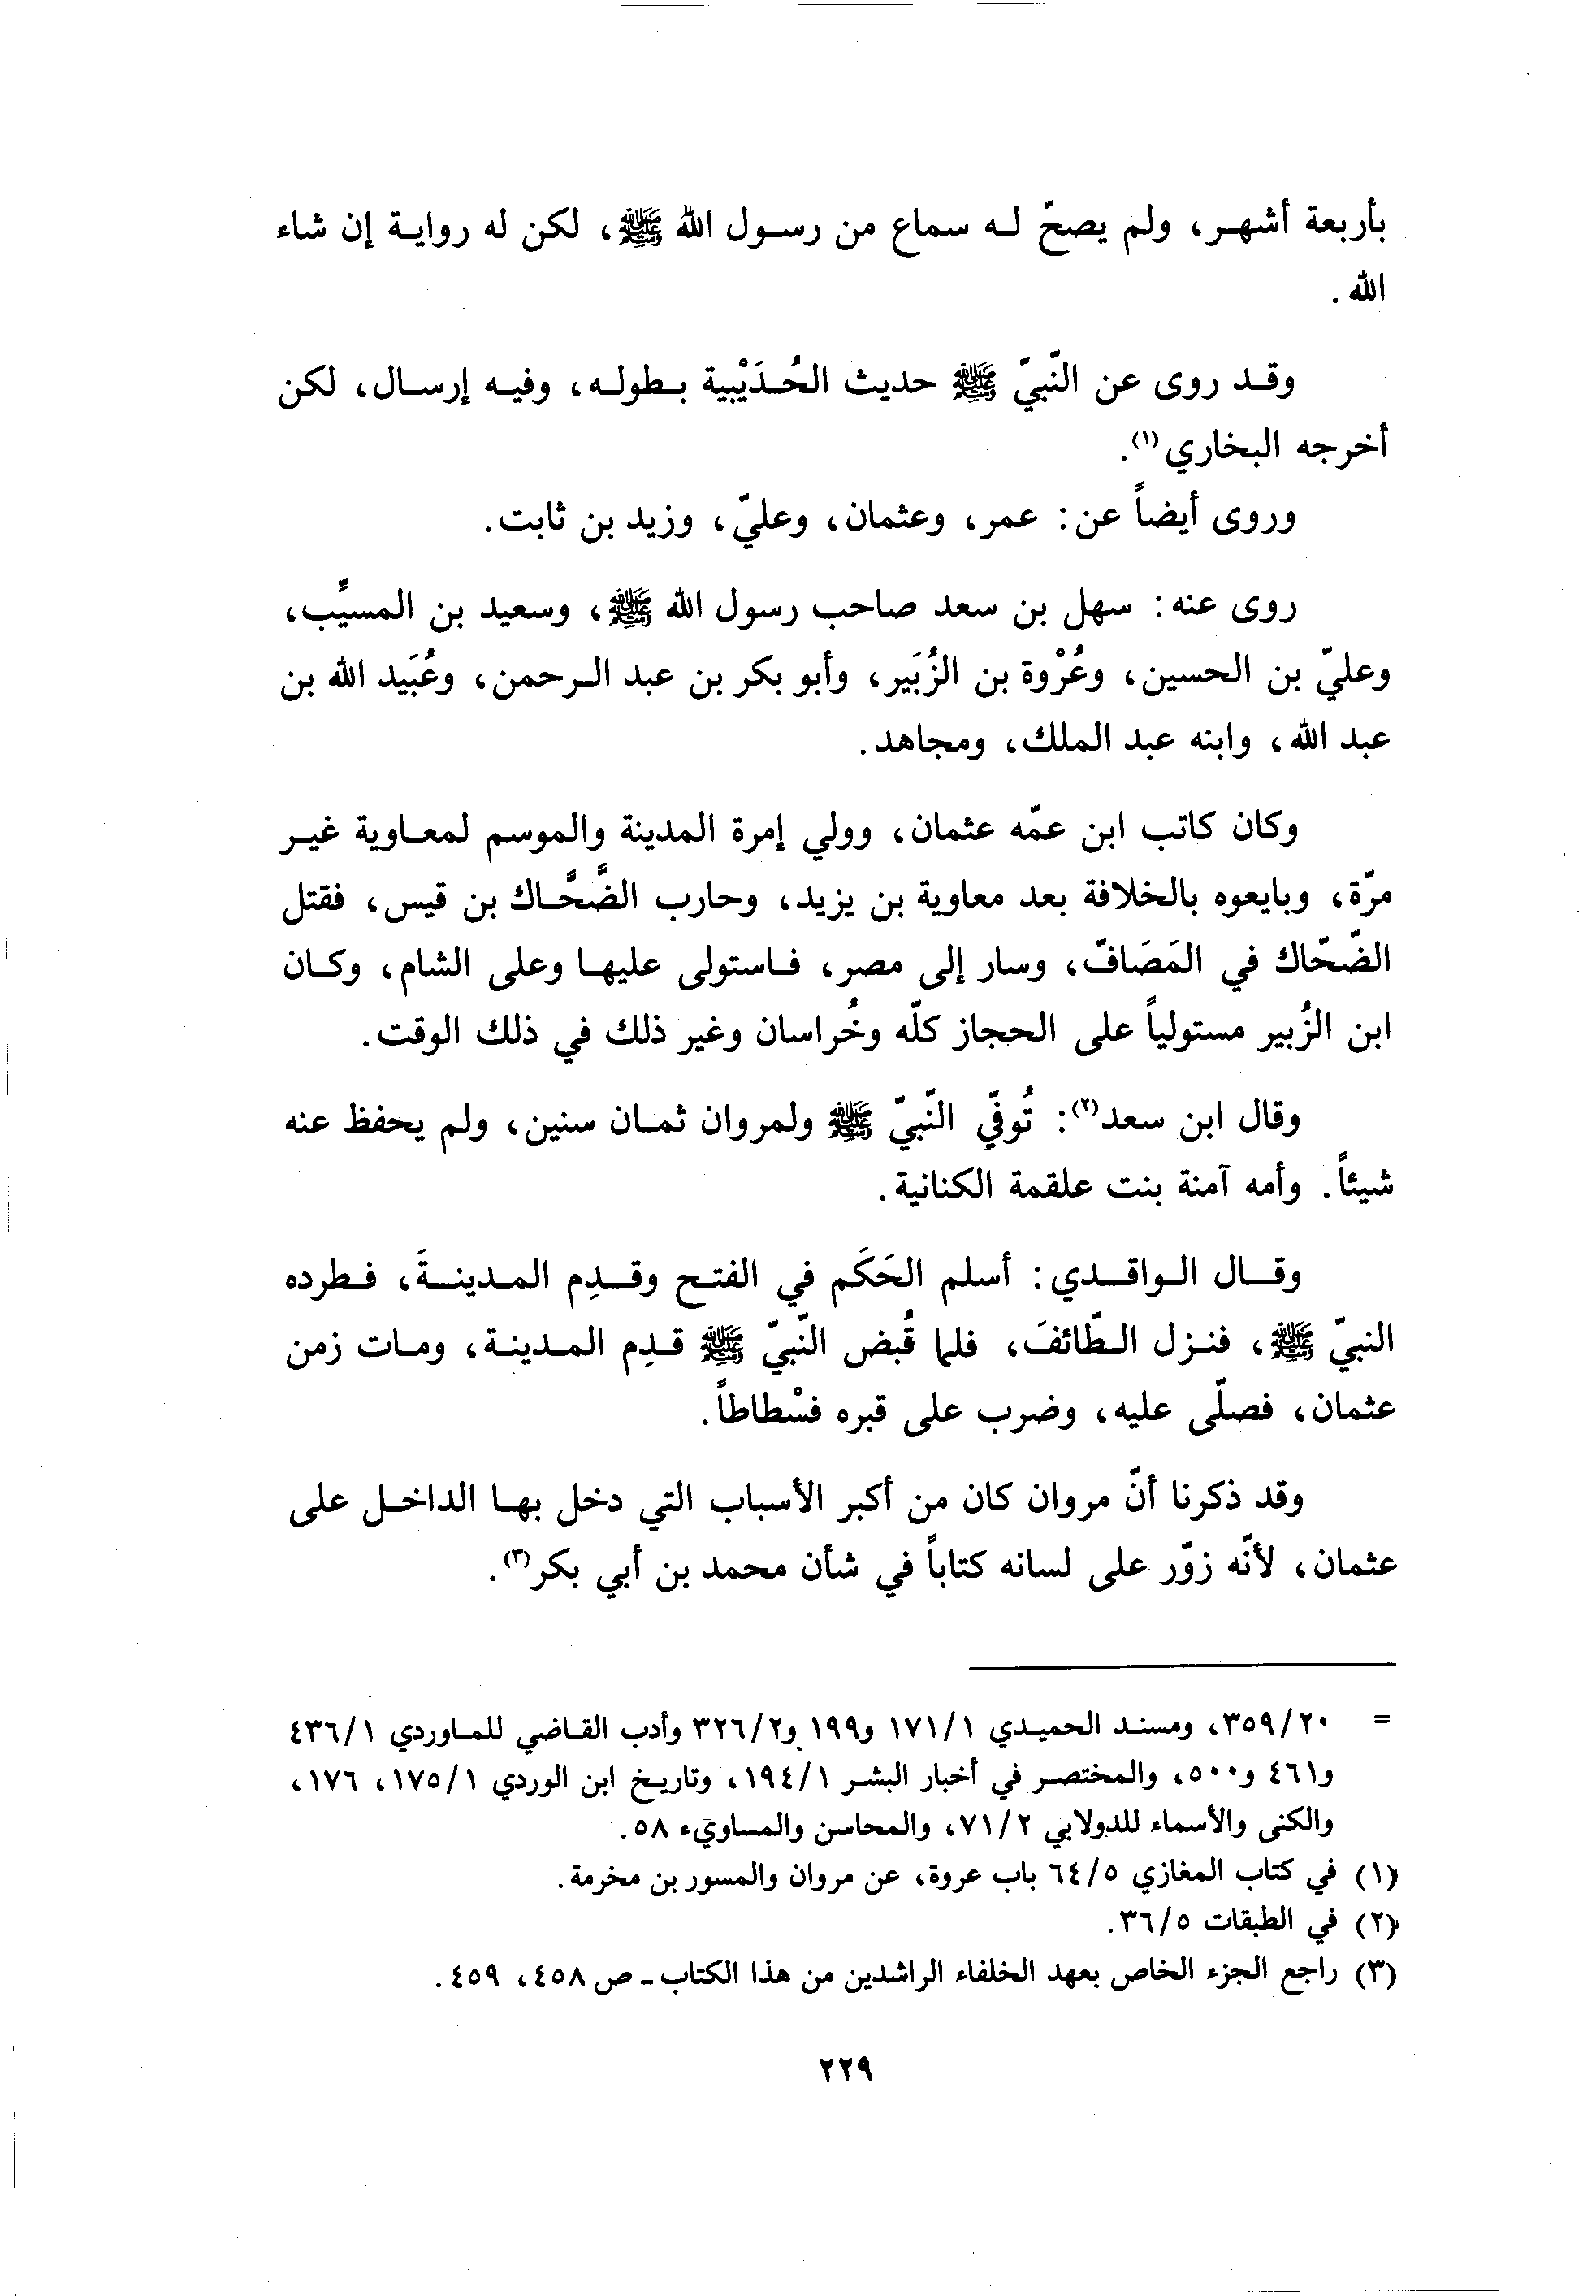 بأربعة أشهر، ولم يصحّ له سماع من رسول الله ﷺ، لكن له رواية إن شاء
الله.
وقد روى عن النّبيّ ﷺ حديث الحُدَيْبية بطوله، وفيه إرسال، لكن
أخرجه البخاري(١).
وروى أيضاً عن: عمر، وعثمان، وعليّ، وزيد بن ثابت.
روى عنه: سهل بن سعد صاحب رسول الله ﷺ، وسعيد بن المسيِّب،
وعليّ بن الحسين، وعُرْوة بن الزُبَير، وأبو بكر بن عبد الرحمن، وعُبَيد الله بن
عبد الله، وابنه عبد الملك، ومجاهد.
وكان كاتب ابن عمّه عثمان، وولي إمرة المدينة والموسم لمعاوية غير
مرّة، وبايعوه بالخلافة بعد معاوية بن يزيد، وحارب الضَّحَّاك بن قيس، فقتل
الضّحّاك في المَصَافّ، وسار إلى مصر، فاستولى عليها وعلى الشام، وكان
ابن الزُبير مستولياً على الحجاز كلّه وخُراسان وغير ذلك في ذلك الوقت.
وقال ابن سعد(٢): تُوفّي النّبيّ ﷺ ولمروان ثمان سنين، ولم يحفظ عنه
شيئاً. وأمه آمنة بنت علقمة الكنانية.
وقال الواقدي: أسلم الحَكَم في الفتح وقدِم المدينةَ، فطرده
النبيّ ﷺ، فنزل الطّائفَ، فلما قُبض النّبيّ ﷺ قدِم المدينة، ومات زمن
عثمان، فصلّى عليه، وضرب على قبره فسْطاطاً.
وقد ذكرنا أنّ مروان كان من أكبر الأسباب التي دخل بها الداخل على
عثمان، لأنّه زوّر على لسانه كتاباً في شأن محمد بن أبي بكر(٣).
= ٣٥٩/٢٠، ومسند الحميدي ١٧١/١ و١٩٩ و٣٢٦/٢ وأدب القاضي للماوردي ٤٣٦/١
و٤٦١ و٥٠٠، والمختصر في أخبار البشر ١٩٤/١، وتاريخ ابن الوردي ١٧٥/١، ١٧٦،
والكنى والأسماء للدولابي ٧١/٢، والمحاسن والمساويء ٥٨.
(١) في كتاب المغازي ٦٤/٥ باب عروة، عن مروان والمسور بن مخرمة.
(٢) في الطبقات ٣٦/٥.
(٣) راجع الجزء الخاص بعهد الخلفاء الراشدين من هذا الكتاب - ص ٤٥٨، ٤٥٩.
٢٢٩